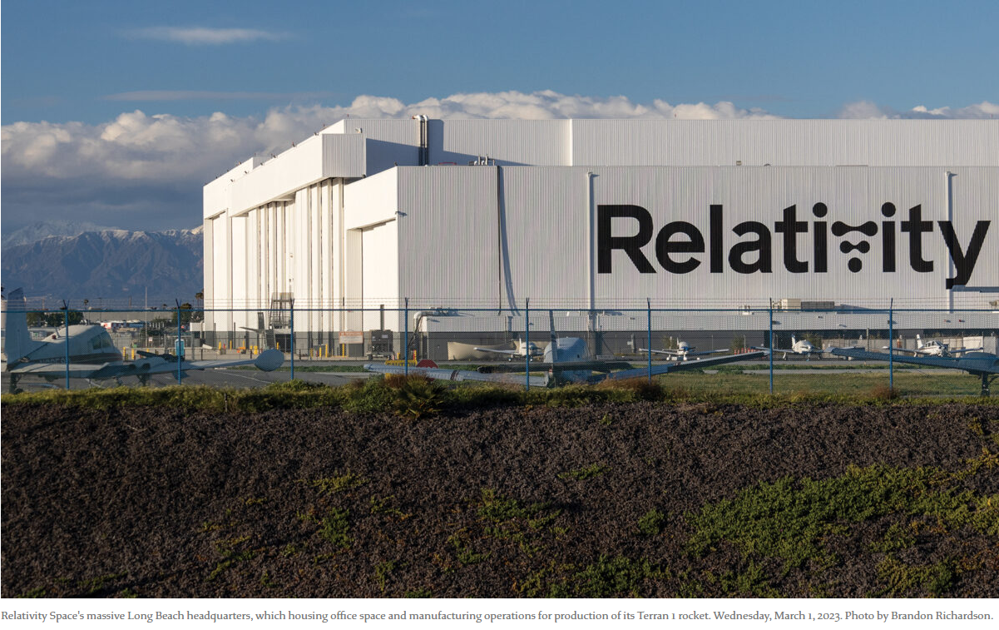 Relativity
Relativity Space's massive Long Beach headquarters, which housing office space and manufacturing operations for production of its Terran 1 rocket. Wednesday, March 1, 2023. Photo by Brandon Richardson.